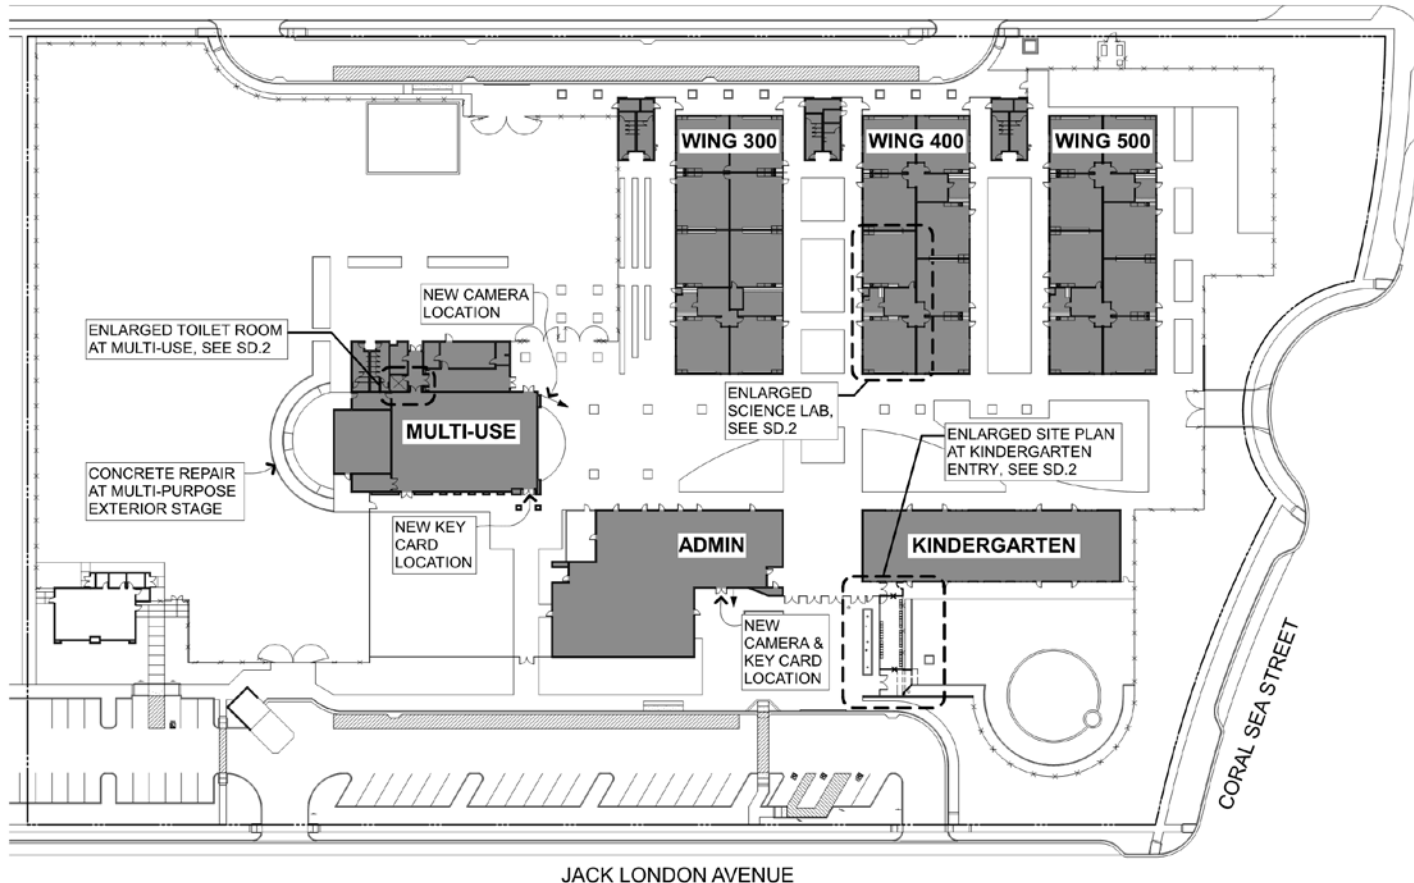 WING 300
WING 400
WING 500
NEW CAMERA
LOCATION
ENLARGED TOILET ROOM
AT MULTI-USE, SEE SD.2
ENLARGED
SCIENCE LAB,
SEE SD.2
MULTI-USE
ENLARGED SITE PLAN
AT KINDERGARTEN
ENTRY, SEE SD.2
CONCRETE REPAIR
AT MULTI-PURPOSE
EXTERIOR STAGE
NEW KEY
CARD
LOCATION
ADMIN
KINDERGARTEN
NEW
CAMERA &
KEY CARD
LOCATION
CORAL SEA STREET
JACK LONDON AVENUE